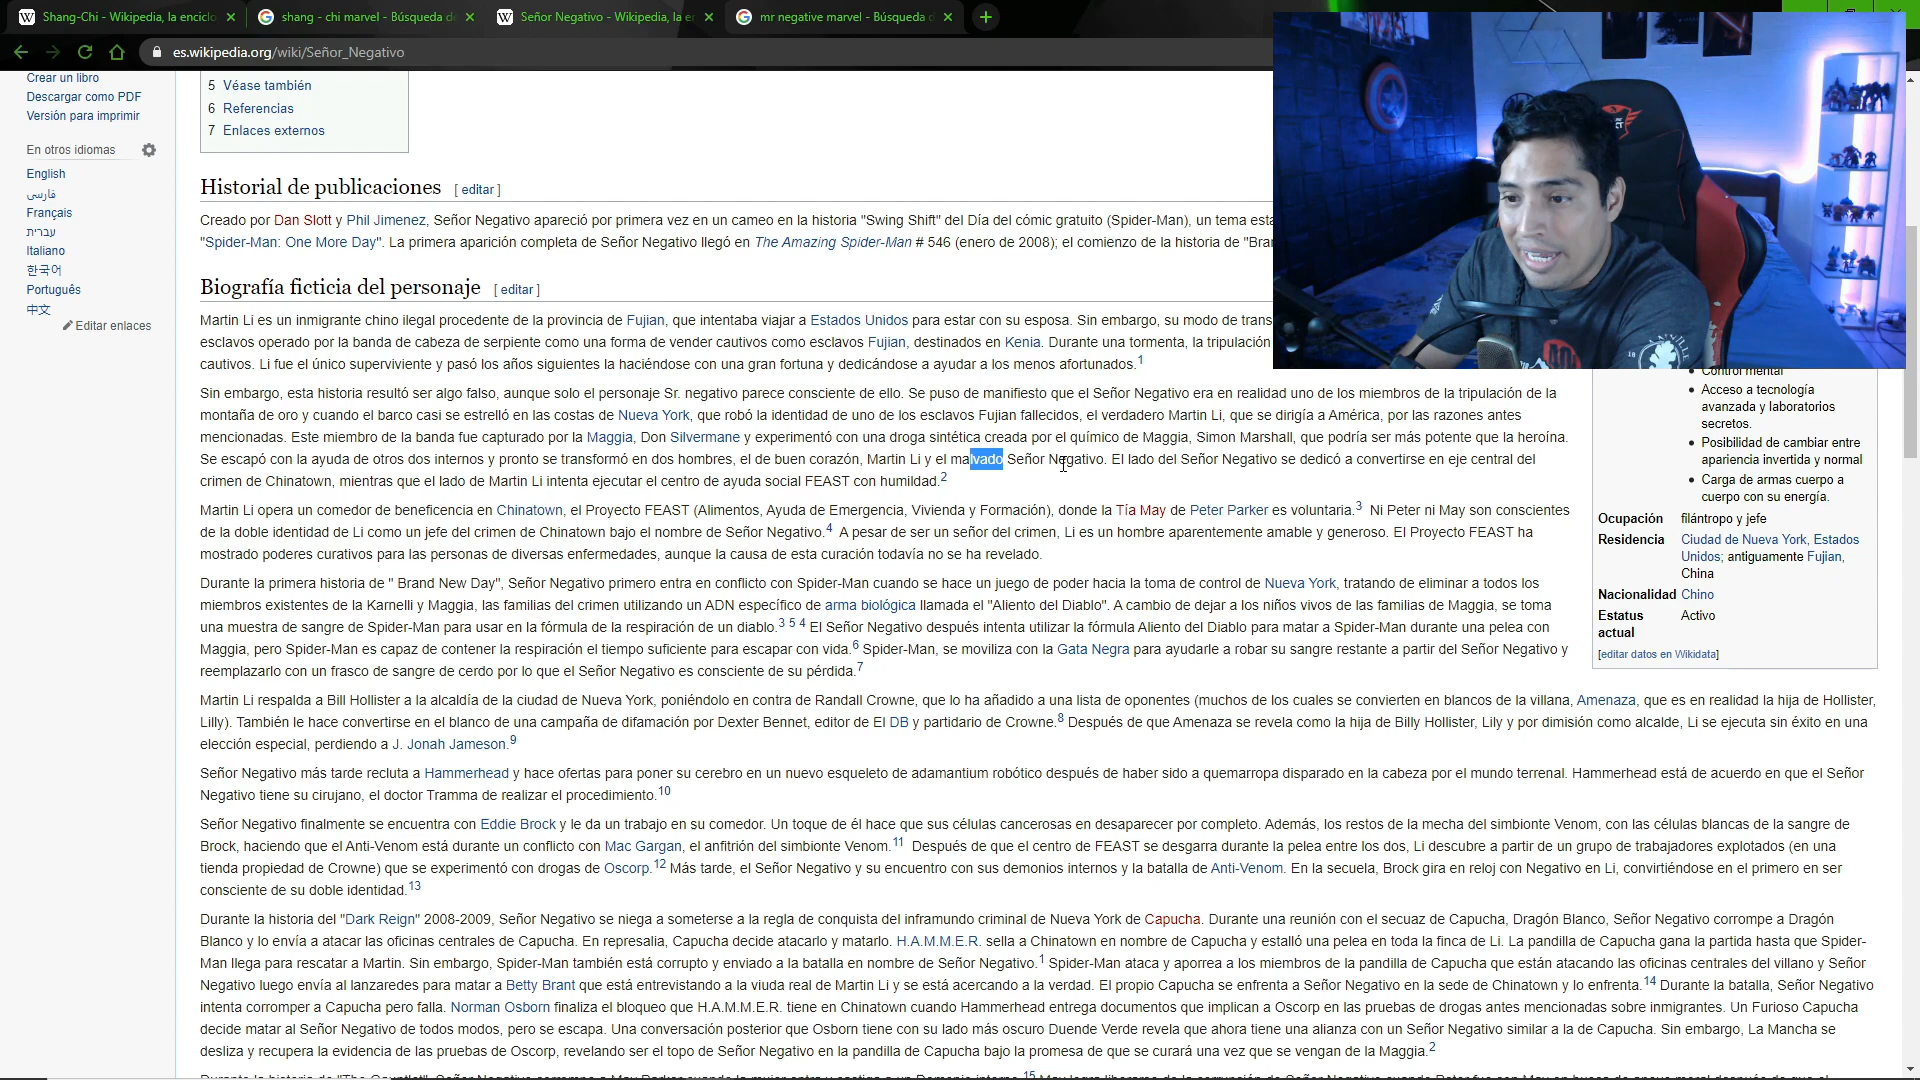 Shang-Chi - Wikipedia, la enciclo
shang - chi marvel - Búsqueda d
Señor Negativo - Wikipedia, la e
mr negative marvel - Búsqueda d
es.wikipedia.org/wiki/Señor_Negativo
Crear un libro
Descargar como PDF
Versión para imprimir
En otros idiomas
English
فارسی
Français
עברית
Italiano
한국어
Português
中文
Editar enlaces
5 Véase también
6 Referencias
7 Enlaces externos
Historial de publicaciones [ editar ]
Creado por Dan Slott y Phil Jimenez, Señor Negativo apareció por primera vez en un cameo en la historia "Swing Shift" del Día del cómic gratuito (Spider-Man), un tema esta
"Spider-Man: One More Day". La primera aparición completa de Señor Negativo llegó en The Amazing Spider-Man # 546 (enero de 2008); el comienzo de la historia de "Bra
Biografía ficticia del personaje [ editar ]
Martin Li es un inmigrante chino ilegal procedente de la provincia de Fujian, que intentaba viajar a Estados Unidos para estar con su esposa. Sin embargo, su modo de trans
esclavos operado por la banda de cabeza de serpiente como una forma de vender cautivos como esclavos Fujian, destinados en Kenia. Durante una tormenta, la tripulación
cautivos. Li fue el único superviviente y pasó los años siguientes la haciéndose con una gran fortuna y dedicándose a ayudar a los menos afortunados.1
Sin embargo, esta historia resultó ser algo falso, aunque solo el personaje Sr. negativo parece consciente de ello. Se puso de manifiesto que el Señor Negativo era en realidad uno de los miembros de la tripulación de la
montaña de oro y cuando el barco casi se estrelló en las costas de Nueva York, que robó la identidad de uno de los esclavos Fujian fallecidos, el verdadero Martin Li, que se dirigía a América, por las razones antes
mencionadas. Este miembro de la banda fue capturado por la Maggia, Don Silvermane y experimentó con una droga sintética creada por el químico de Maggia, Simon Marshall, que podría ser más potente que la heroína.
Se escapó con la ayuda de otros dos internos y pronto se transformó en dos hombres, el de buen corazón, Martin Li y el malvado Señor Negativo. El lado del Señor Negativo se dedicó a convertirse en eje central del
crimen de Chinatown, mientras que el lado de Martin Li intenta ejecutar el centro de ayuda social FEAST con humildad.2
Martin Li opera un comedor de beneficencia en Chinatown, el Proyecto FEAST (Alimentos, Ayuda de Emergencia, Vivienda y Formación), donde la Tía May de Peter Parker es voluntaria.3 Ni Peter ni May son conscientes
de la doble identidad de Li como un jefe del crimen de Chinatown bajo el nombre de Señor Negativo.4 A pesar de ser un señor del crimen, Li es un hombre aparentemente amable y generoso. El Proyecto FEAST ha
mostrado poderes curativos para las personas de diversas enfermedades, aunque la causa de esta curación todavía no se ha revelado.
Durante la primera historia de " Brand New Day", Señor Negativo primero entra en conflicto con Spider-Man cuando se hace un juego de poder hacia la toma de control de Nueva York, tratando de eliminar a todos los
miembros existentes de la Karnelli y Maggia, las familias del crimen utilizando un ADN específico de arma biológica llamada el "Aliento del Diablo". A cambio de dejar a los niños vivos de las familias de Maggia, se toma
una muestra de sangre de Spider-Man para usar en la fórmula de la respiración de un diablo.3 5 4 El Señor Negativo después intenta utilizar la fórmula Aliento del Diablo para matar a Spider-Man durante una pelea con
Maggia, pero Spider-Man es capaz de contener la respiración el tiempo suficiente para escapar con vida.6 Spider-Man, se moviliza con la Gata Negra para ayudarle a robar su sangre restante a partir del Señor Negativo y
reemplazarlo con un frasco de sangre de cerdo por lo que el Señor Negativo es consciente de su pérdida.7
Martin Li respalda a Bill Hollister a la alcaldía de la ciudad de Nueva York, poniéndolo en contra de Randall Crowne, que lo ha añadido a una lista de oponentes (muchos de los cuales se convierten en blancos de la villana, Amenaza, que es en realidad la hija de Hollister,
Lilly). También le hace convertirse en el blanco de una campaña de difamación por Dexter Bennet, editor de El DB y partidario de Crowne.8 Después de que Amenaza se revela como la hija de Billy Hollister, Lily y por dimisión como alcalde, Li se ejecuta sin éxito en una
elección especial, perdiendo a J. Jonah Jameson.9
Señor Negativo más tarde recluta a Hammerhead y hace ofertas para poner su cerebro en un nuevo esqueleto de adamantium robótico después de haber sido a quemarropa disparado en la cabeza por el mundo terrenal. Hammerhead está de acuerdo en que el Señor
Negativo tiene su cirujano, el doctor Tramma de realizar el procedimiento.10
Señor Negativo finalmente se encuentra con Eddie Brock y le da un trabajo en su comedor. Un toque de él hace que sus células cancerosas en desaparecer por completo. Además, los restos de la mecha del simbionte Venom, con las células blancas de la sangre de
Brock, haciendo que el Anti-Venom está durante un conflicto con Mac Gargan, el anfitrión del simbionte Venom.11 Después de que el centro de FEAST se desgarra durante la pelea entre los dos, Li descubre a partir de un grupo de trabajadores explotados (en una
tienda propiedad de Crowne) que se experimentó con drogas de Oscorp.12 Más tarde, el Señor Negativo y su encuentro con sus demonios internos y la batalla de Anti-Venom. En la secuela, Brock gira en reloj con Negativo en Li, convirtiéndose en el primero en ser
consciente de su doble identidad.13
Durante la historia del "Dark Reign" 2008-2009, Señor Negativo se niega a someterse a la regla de conquista del inframundo criminal de Nueva York de Capucha. Durante una reunión con el secuaz de Capucha, Dragón Blanco, Señor Negativo corrompe a Dragón
Blanco y lo envía a atacar las oficinas centrales de Capucha. En represalia, Capucha decide atacarlo y matarlo. H.A.M.M.E.R. sella a Chinatown en nombre de Capucha y estalló una pelea en toda la finca de Li. La pandilla de Capucha gana la partida hasta que Spider-
Man llega para rescatar a Martin. Sin embargo, Spider-Man también está corrupto y enviado a la batalla en nombre de Señor Negativo.1 Spider-Man ataca y aporrea a los miembros de la pandilla de Capucha que están atacando las oficinas centrales del villano y Señor
Negativo luego envía al lanzaredes para matar a Betty Brant que está entrevistando a la viuda real de Martin Li y se está acercando a la verdad. El propio Capucha se enfrenta a Señor Negativo en la sede de Chinatown y lo enfrenta.14 Durante la batalla, Señor Negativo
intenta corromper a Capucha pero falla. Norman Osborn finaliza el bloqueo que H.A.M.M.E.R. tiene en Chinatown cuando Hammerhead entrega documentos que implican a Oscorp en las pruebas de drogas antes mencionadas sobre inmigrantes. Un Furioso Capucha
decide matar al Señor Negativo de todos modos, pero se escapa. Una conversación posterior que Osborn tiene con su lado más oscuro Duende Verde revela que ahora tiene una alianza con un Señor Negativo similar a la de Capucha. Sin embargo, La Mancha se
desliza y recupera la evidencia de las pruebas de Oscorp, revelando ser el topo de Señor Negativo en la pandilla de Capucha bajo la promesa de que se curará una vez que se vengan de la Maggia.2
Control mental
Acceso a tecnología
avanzada y laboratorios
secretos.
Posibilidad de cambiar entre
apariencia invertida y normal
Carga de armas cuerpo a
cuerpo con su energía.
Ocupación filántropo y jefe
Residencia Ciudad de Nueva York, Estados
Unidos; antiguamente Fujian,
China
Nacionalidad Chino
Estatus Activo
actual
[editar datos en Wikidata]